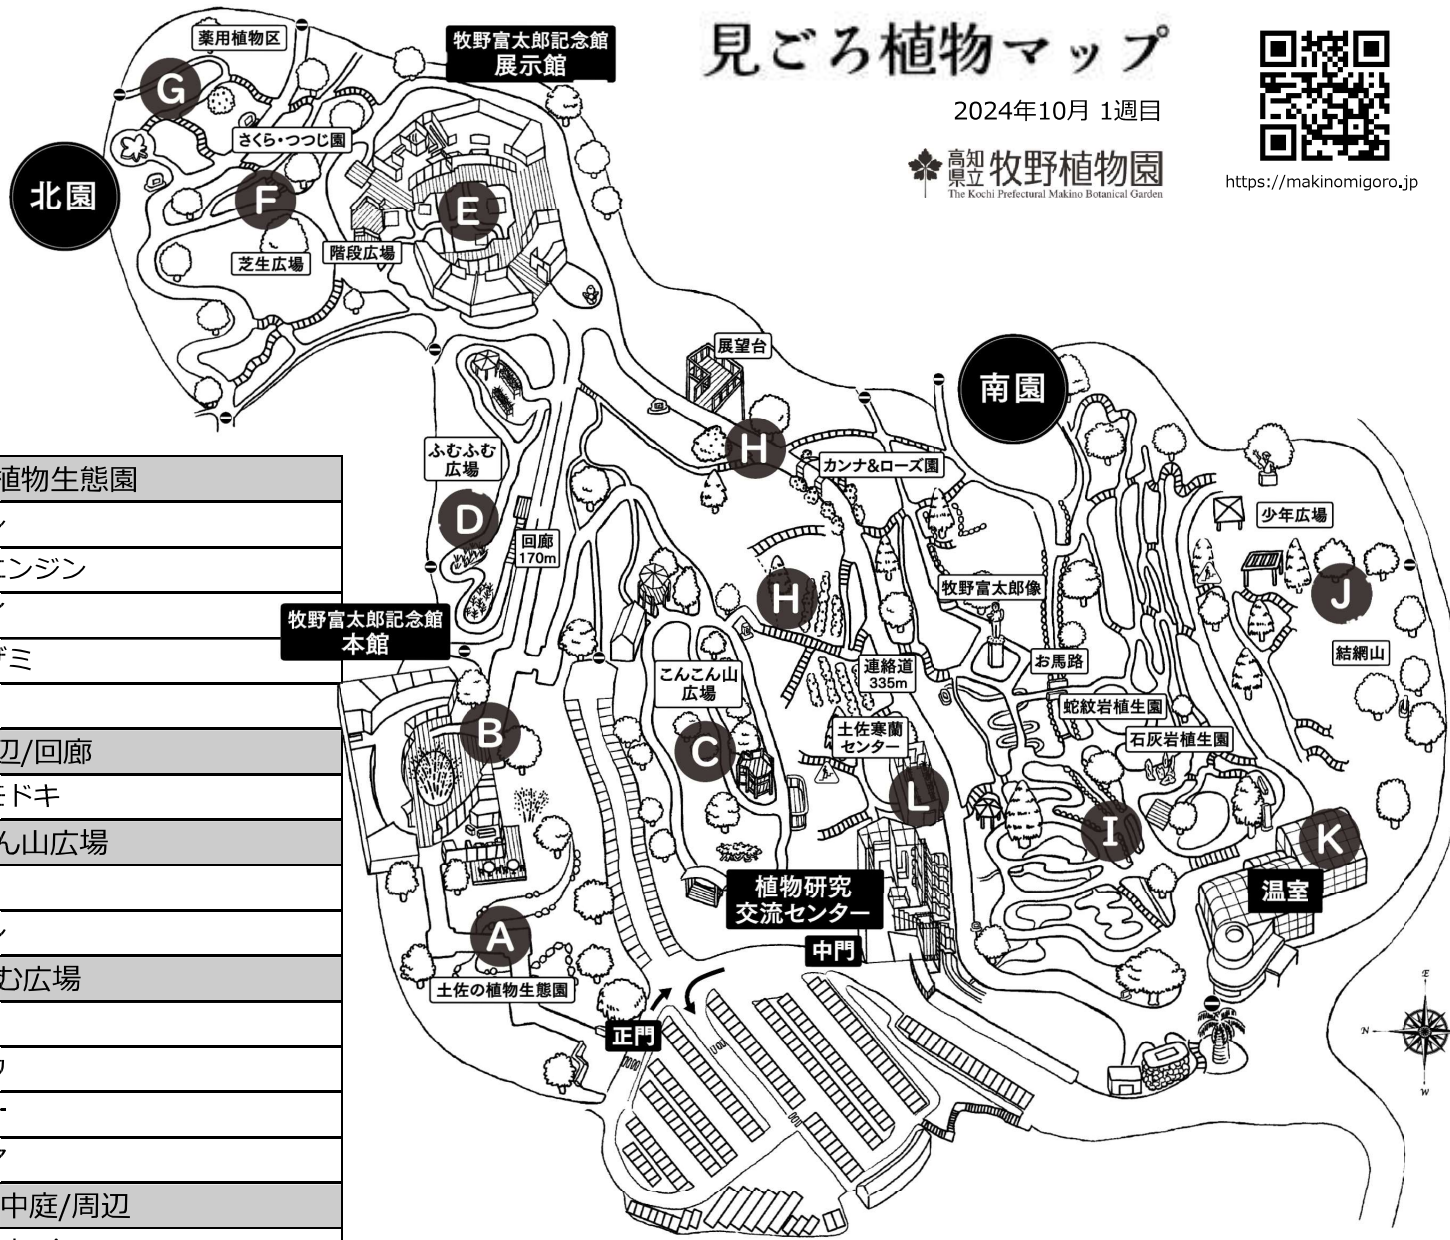 見ごろ植物マップ
2024年10月 1週目
高知県立 牧野植物園
The Kochi Prefectural Makino Botanical Garden
https://makinomigoro.jp
薬用植物区
牧野富太郎記念館
展示館
G
さくら・つつじ園
北園
F
E
階段広場
芝生広場
展望台
南園
H
カンナ&ローズ園
ふむふむ
広場
D
回廊
170m
少年広場
牧野富太郎像
H
J
牧野富太郎記念館
本館
こんこん山
広場
連絡道
335m
お馬路
結網山
蛇紋岩植生園
B
C
土佐寒蘭
センター
石灰岩植生園
L
I
K
植物研究
交流センター
温室
A
中門
土佐の植物生態園
正門
E
N
S
W
植物生態園
ン
エンジン
ザミ
辺/回廊
モドキ
ん山広場
ン
む広場
ク
ー
ア
中庭/周辺